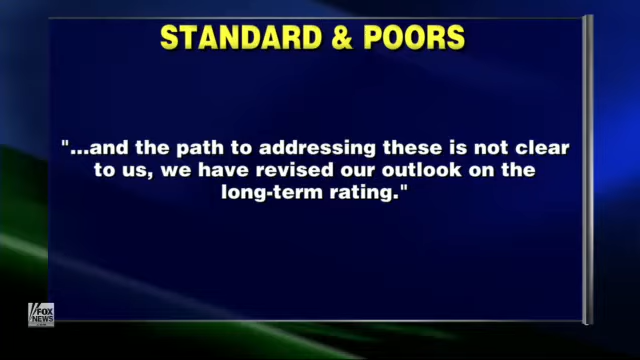 STANDARD & POORS
"...and the path to addressing these is not clear
to us, we have revised our outlook on the
long-term rating."
FOX
NEWS